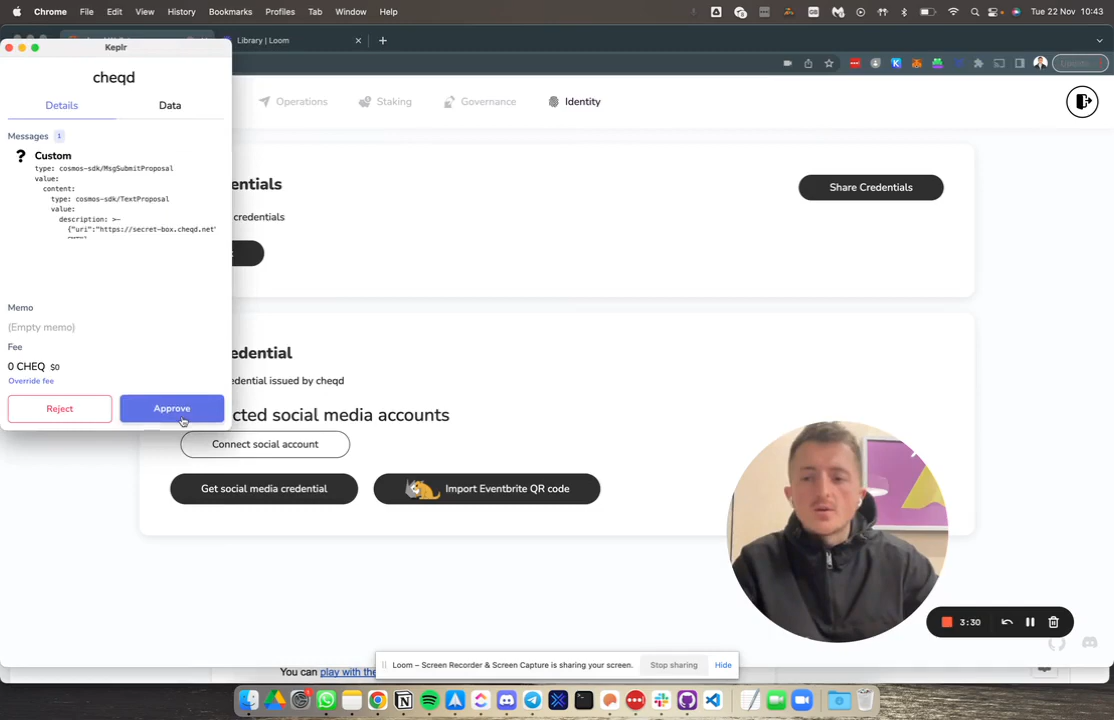 Chrome File Edit View History Bookmarks Profiles Tab Window Help Tue 22 Nov 10:43
Keplr
Library | Loom
cheqd
Details Data
Operations Staking Governance Identity
Messages 1
Custom
type: cosmos-sdk/MsgSubmitProposal
value:
content:
type: cosmos-sdk/TextProposal
value:
description: >-
{"uri":"https://secret-box.cheqd.net"
entials
Share Credentials
credentials
Memo
(Empty memo)
Fee
0 CHEQ $0
Override fee
Reject Approve
edential
edential issued by cheqd
cted social media accounts
Connect social account
Get social media credential
Import Eventbrite QR code
3:30
Loom – Screen Recorder & Screen Capture is sharing your screen. Stop sharing Hide
You can play with the